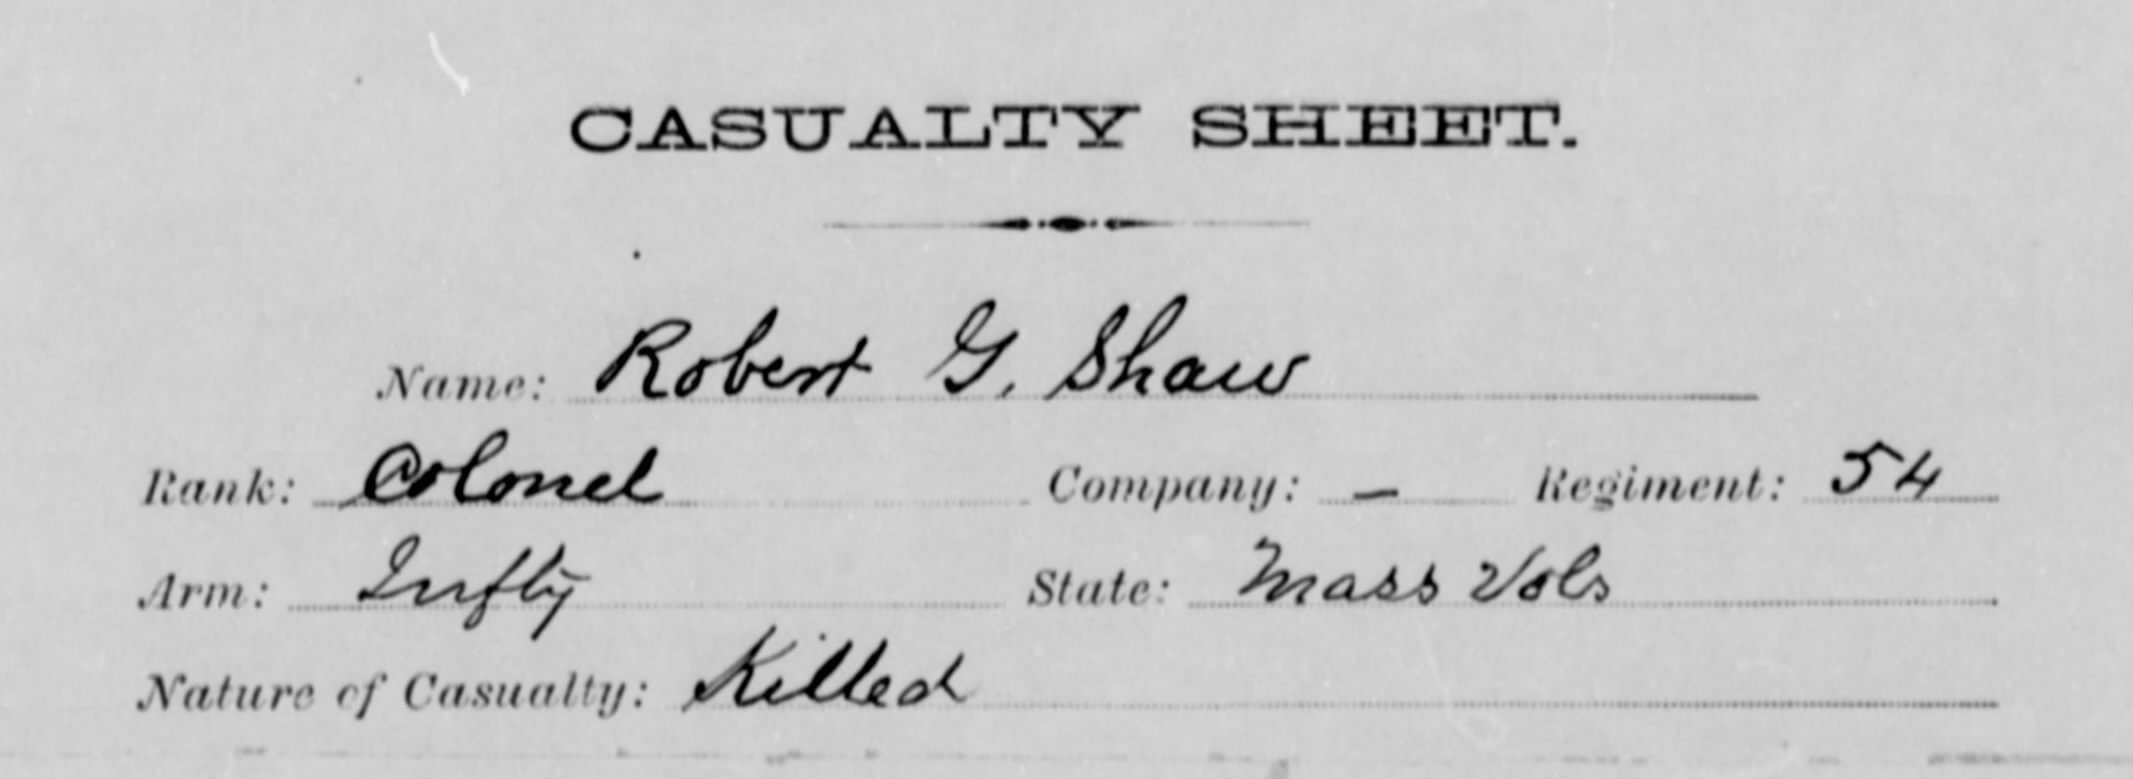 CASUALTY SHEET.
Name: Robert G. Shaw
Rank: Colonel Company: — Regiment: 54
Arm: Infty State: Mass Vols
Nature of Casualty: Killed